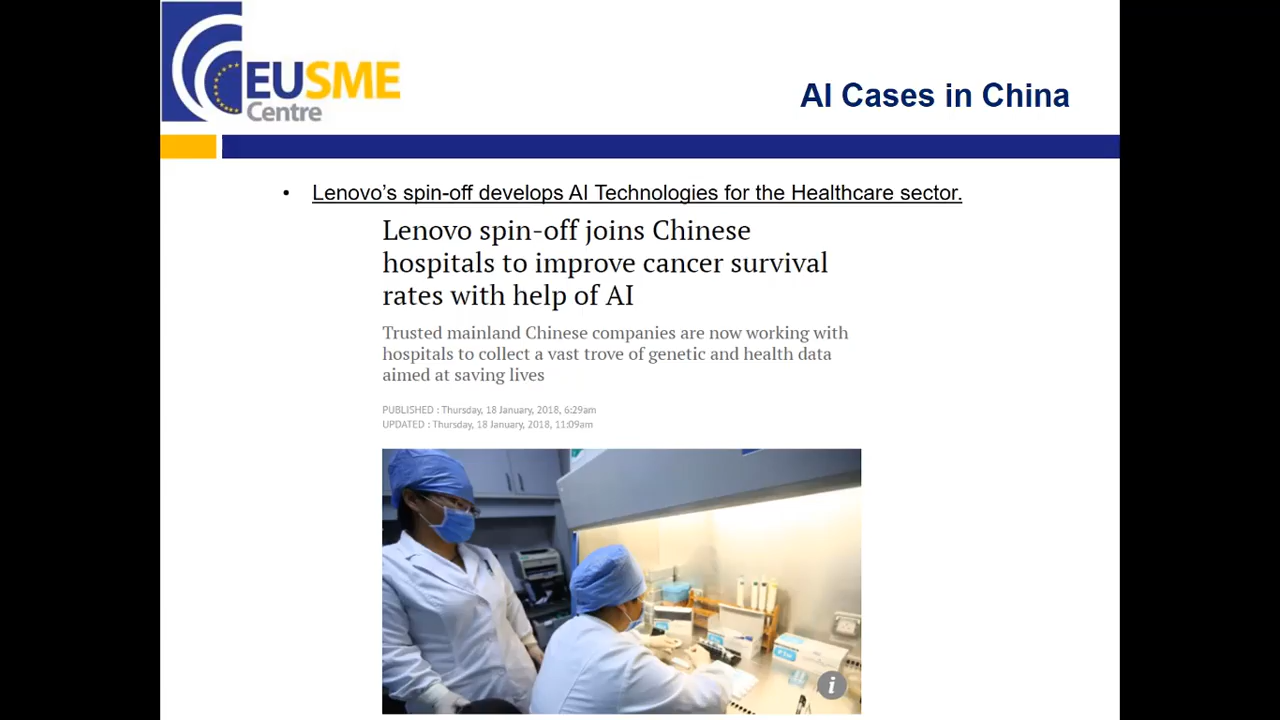 EUSME
Centre
AI Cases in China
• Lenovo’s spin-off develops AI Technologies for the Healthcare sector.
Lenovo spin-off joins Chinese
hospitals to improve cancer survival
rates with help of AI
Trusted mainland Chinese companies are now working with
hospitals to collect a vast trove of genetic and health data
aimed at saving lives
PUBLISHED : Thursday, 18 January, 2018, 6:29am
UPDATED : Thursday, 18 January, 2018, 11:09am
i